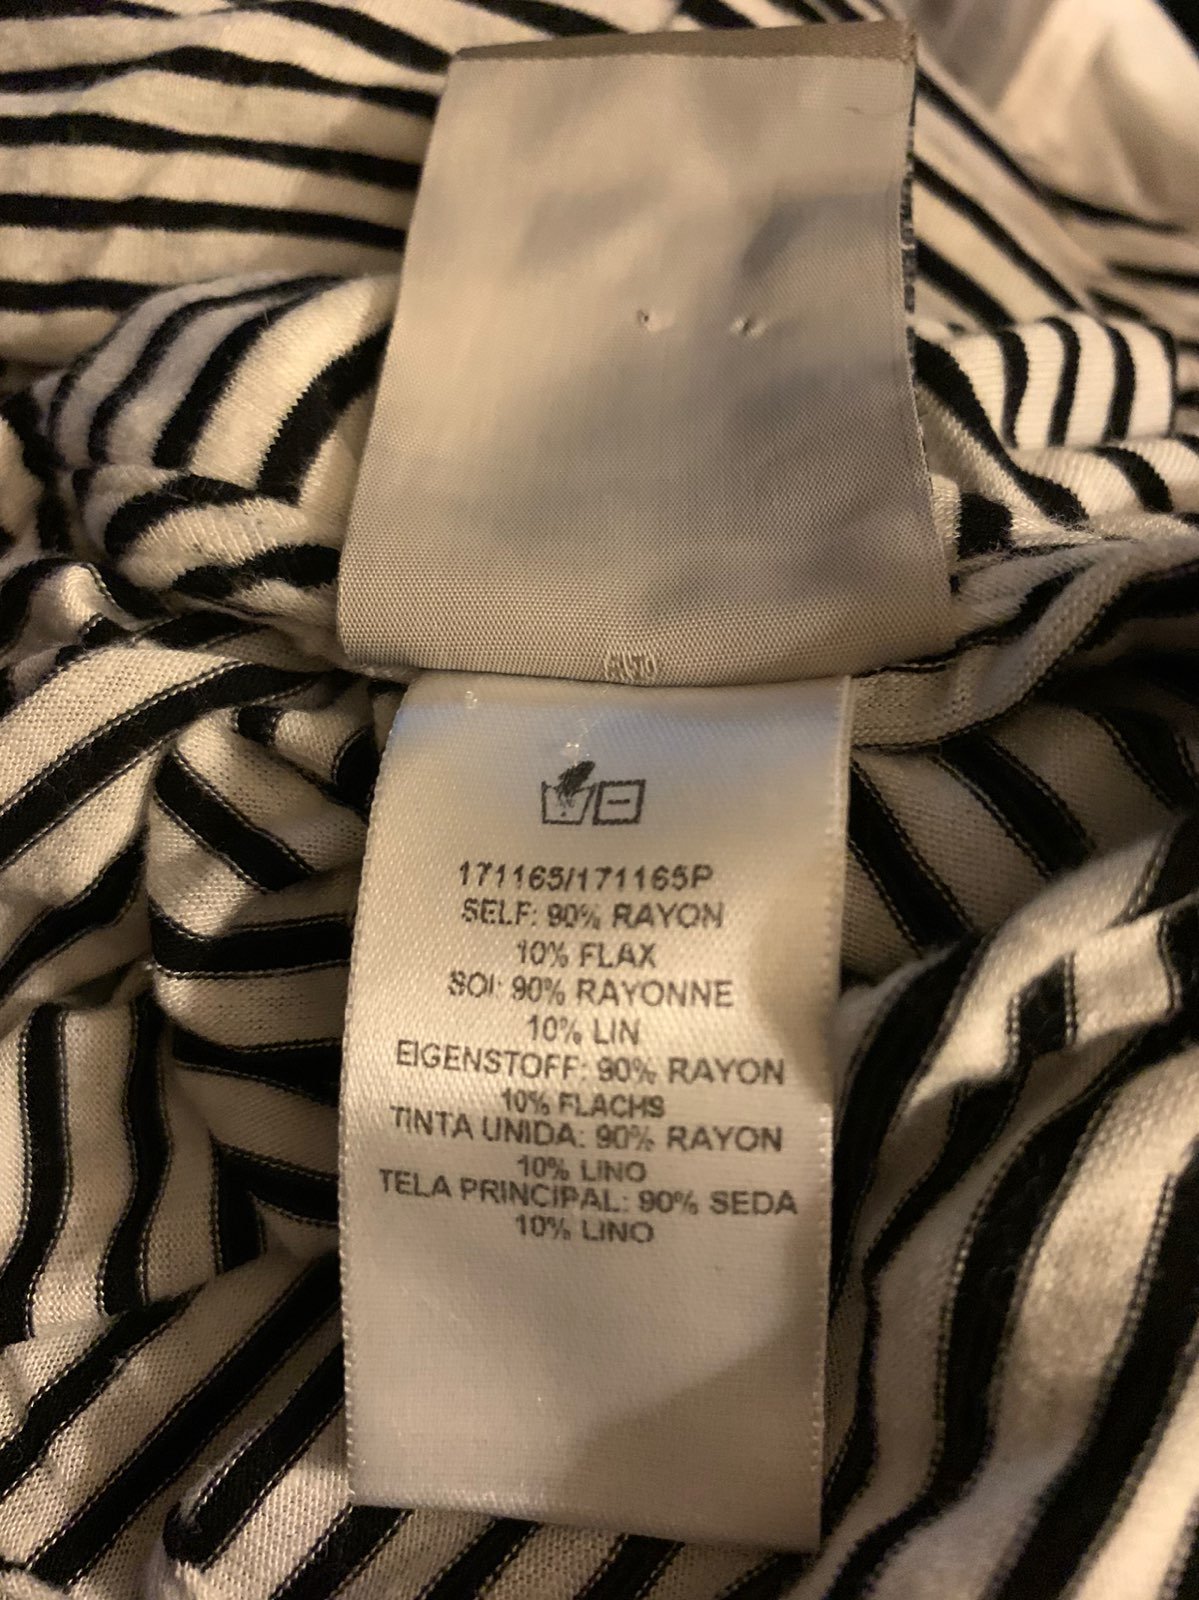 171165/171165P
SELF: 90% RAYON
10% FLAX
SOI: 90% RAYONNE
10% LIN
EIGENSTOFF: 90% RAYON
10% FLACHS
TINTA UNIDA: 90% RAYON
10% LINO
TELA PRINCIPAL: 90% SEDA
10% LINO